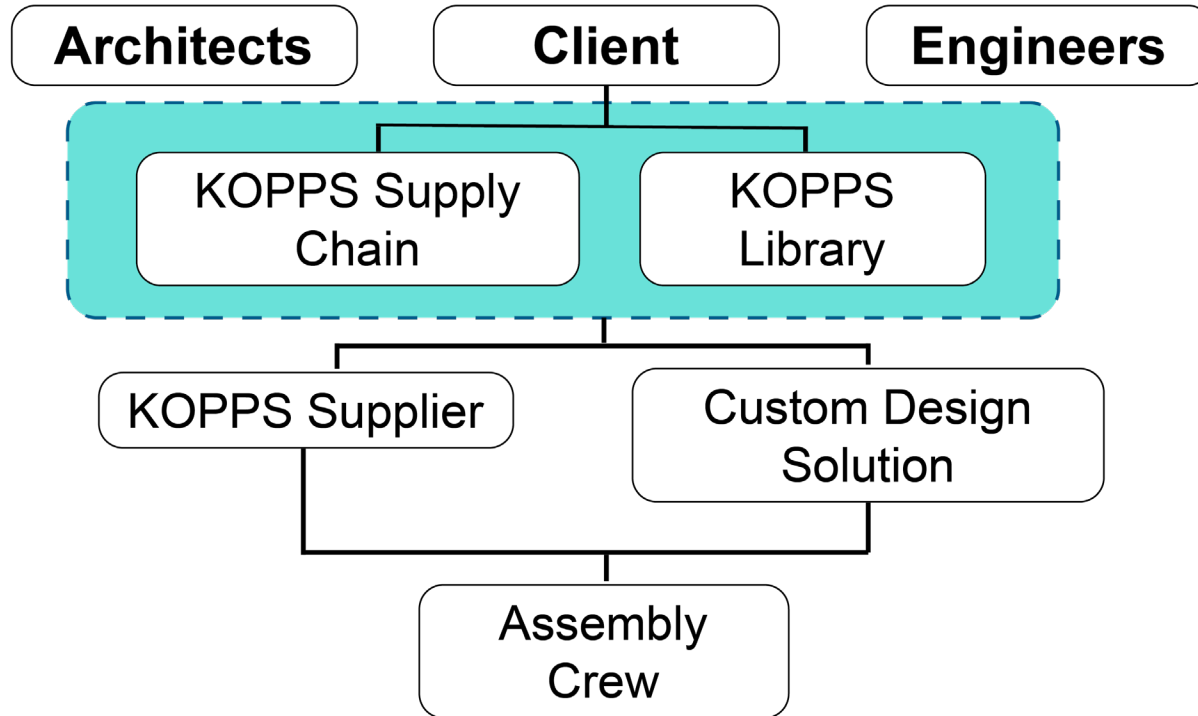 Architects
Client
Engineers
KOPPS Supply
Chain
KOPPS
Library
KOPPS Supplier
Custom Design
Solution
Assembly
Crew